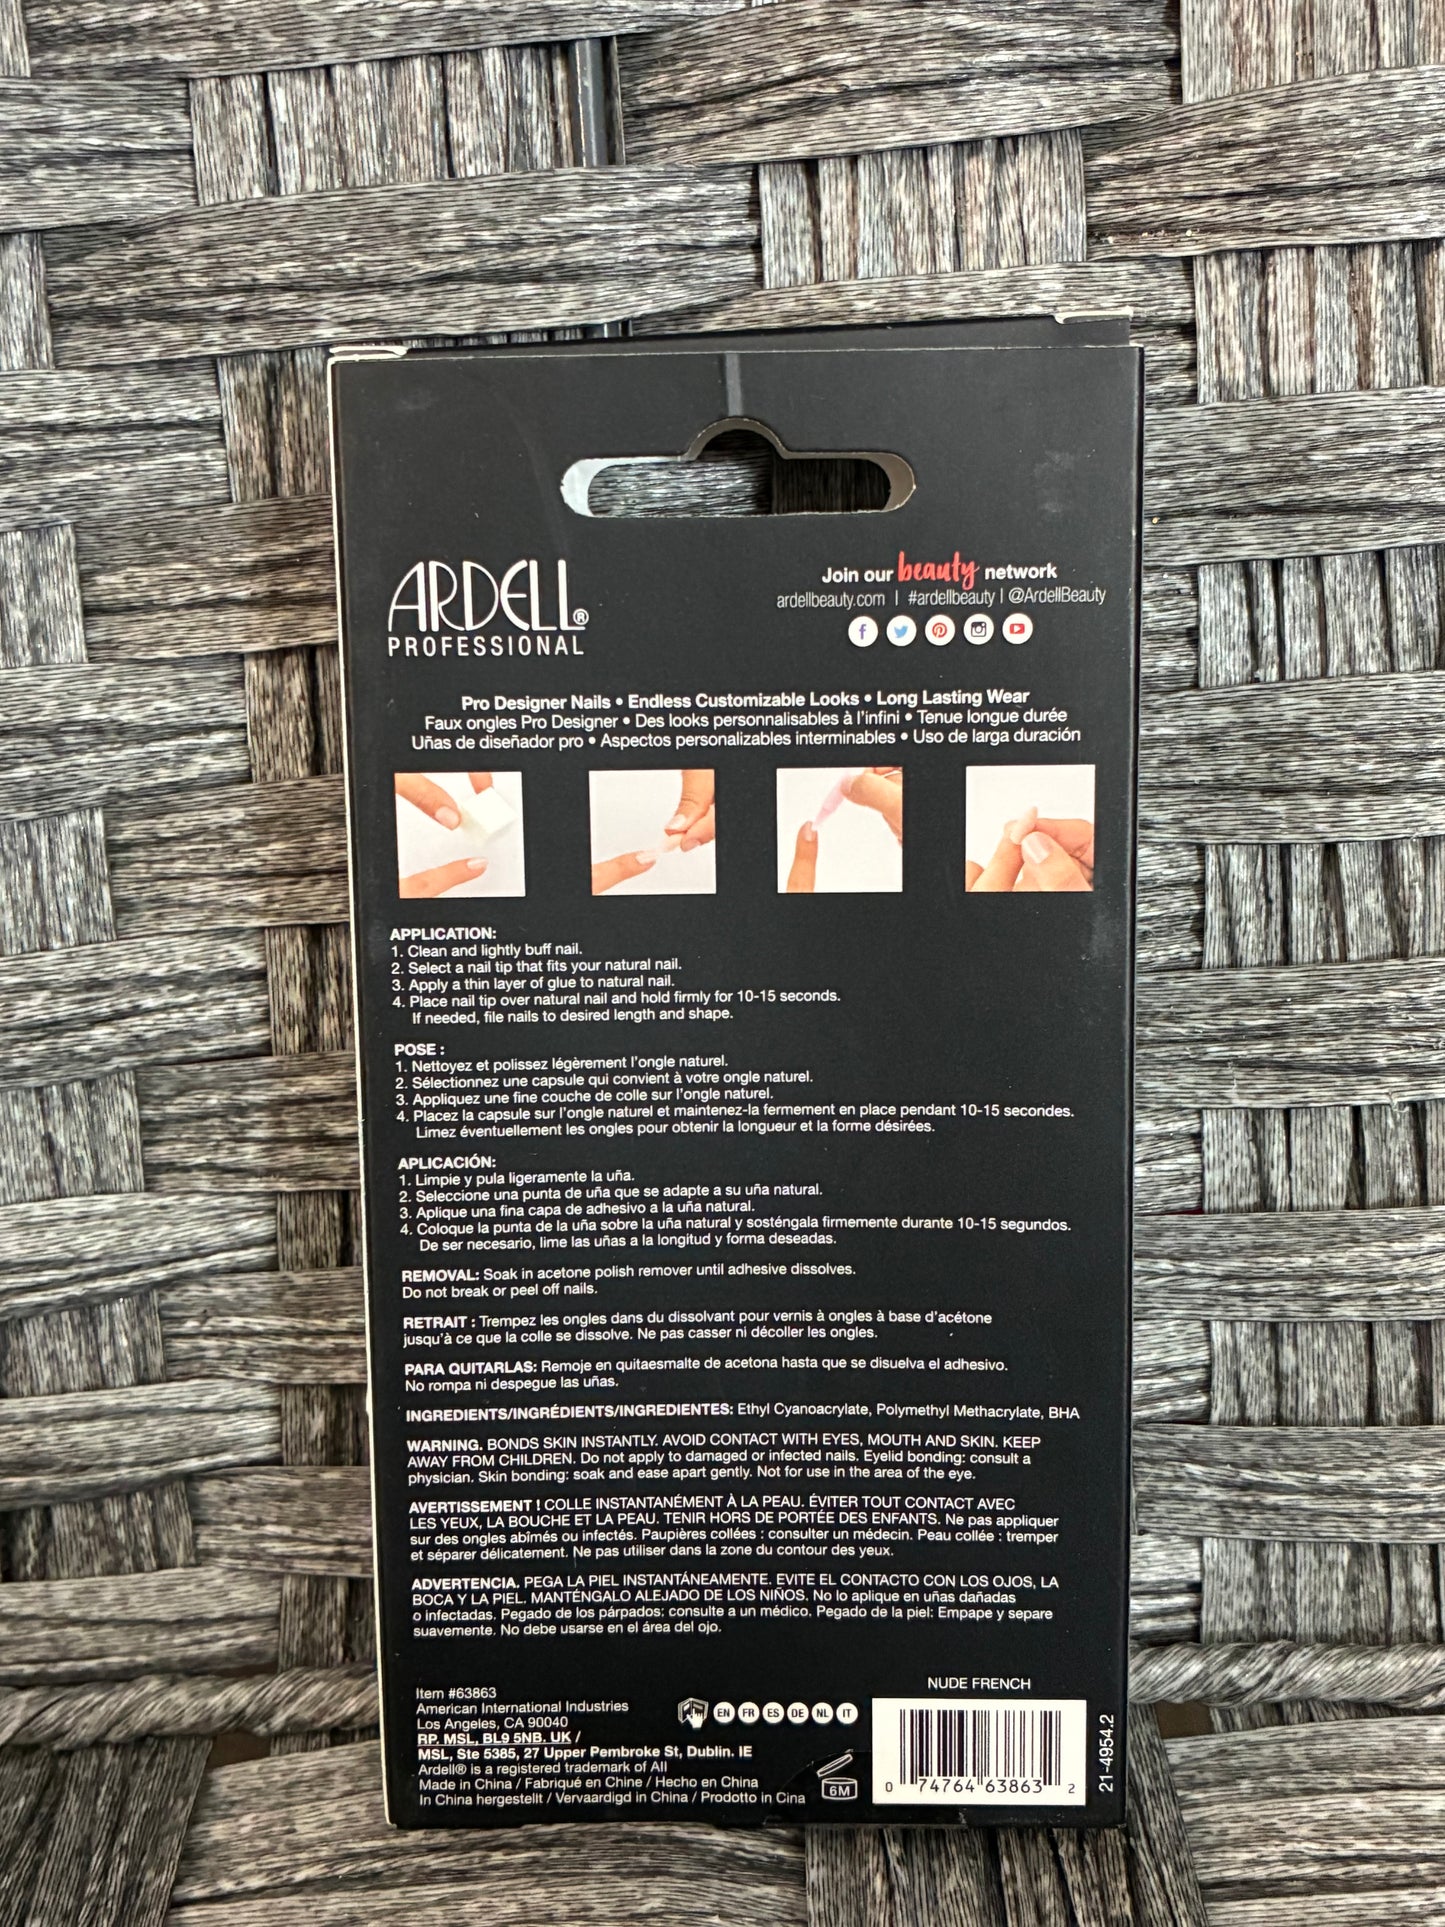 ARDELL®
PROFESSIONAL
Join our beauty network
ardellbeauty.com | #ardellbeauty | @ArdellBeauty
Pro Designer Nails • Endless Customizable Looks • Long Lasting Wear
Faux ongles Pro Designer • Des looks personnalisables à l'infini • Tenue longue durée
Uñas de diseñador pro • Aspectos personalizables interminables • Uso de larga duración
APPLICATION:
1. Clean and lightly buff nail.
2. Select a nail tip that fits your natural nail.
3. Apply a thin layer of glue to natural nail.
4. Place nail tip over natural nail and hold firmly for 10-15 seconds.
If needed, file nails to desired length and shape.
POSE :
1. Nettoyez et polissez légèrement l'ongle naturel.
2. Sélectionnez une capsule qui convient à votre ongle naturel.
3. Appliquez une fine couche de colle sur l'ongle naturel.
4. Placez la capsule sur l'ongle naturel et maintenez-la fermement en place pendant 10-15 secondes.
Limez éventuellement les ongles pour obtenir la longueur et la forme désirées.
APLICACIÓN:
1. Limpie y pula ligeramente la uña.
2. Seleccione una punta de uña que se adapte a su uña natural.
3. Aplique una fina capa de adhesivo a la uña natural.
4. Coloque la punta de la uña sobre la uña natural y sosténgala firmemente durante 10-15 segundos.
De ser necesario, lime las uñas a la longitud y forma deseadas.
REMOVAL: Soak in acetone polish remover until adhesive dissolves.
Do not break or peel off nails.
RETRAIT : Trempez les ongles dans du dissolvant pour vernis à ongles à base d'acétone
jusqu'à ce que la colle se dissolve. Ne pas casser ni décoller les ongles.
PARA QUITARLAS: Remoje en quitaesmalte de acetona hasta que se disuelva el adhesivo.
No rompa ni despegue las uñas.
INGREDIENTS/INGRÉDIENTS/INGREDIENTES: Ethyl Cyanoacrylate, Polymethyl Methacrylate, BHA
WARNING. BONDS SKIN INSTANTLY. AVOID CONTACT WITH EYES, MOUTH AND SKIN. KEEP
AWAY FROM CHILDREN. Do not apply to damaged or infected nails. Eyelid bonding: consult a
physician. Skin bonding: soak and ease apart gently. Not for use in the area of the eye.
AVERTISSEMENT ! COLLE INSTANTANÉMENT À LA PEAU. ÉVITER TOUT CONTACT AVEC
LES YEUX, LA BOUCHE ET LA PEAU. TENIR HORS DE PORTÉE DES ENFANTS. Ne pas appliquer
sur des ongles abîmés ou infectés. Paupières collées : consulter un médecin. Peau collée : tremper
et séparer délicatement. Ne pas utiliser dans la zone du contour des yeux.
ADVERTENCIA. PEGA LA PIEL INSTANTÁNEAMENTE. EVITE EL CONTACTO CON LOS OJOS, LA
BOCA Y LA PIEL. MANTÉNGALO ALEJADO DE LOS NIÑOS. No lo aplique en uñas dañadas
o infectadas. Pegado de los párpados: consulte a un médico. Pegado de la piel: Empape y separe
suavemente. No debe usarse en el área del ojo.
Item #63863
American International Industries
Los Angeles, CA 90040
RP. MSL, BL9 5NB. UK /
MSL, Ste 5385, 27 Upper Pembroke St, Dublin. IE
Ardell® is a registered trademark of AII
Made in China / Fabriqué en Chine / Hecho en China
In China hergestellt / Vervaardigd in China / Prodotto in Cina
EN FR ES DE NL IT
6M
NUDE FRENCH
0 74764 63863 2
21-4954.2